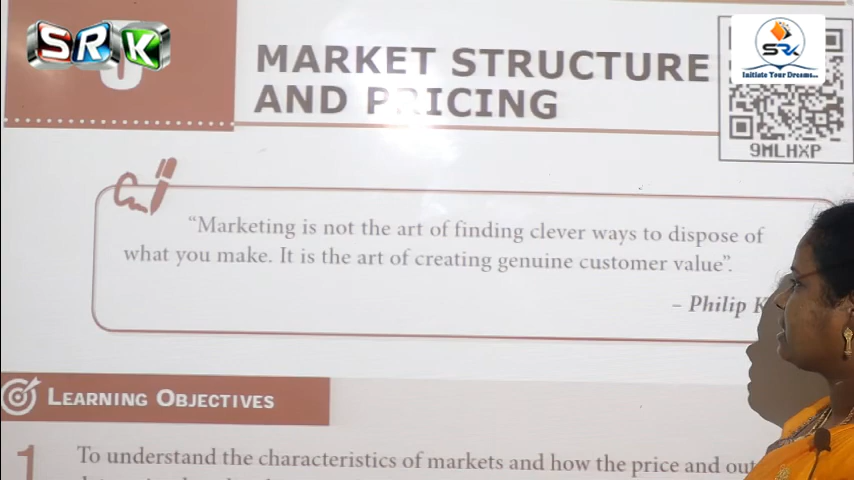 SRK
MARKET STRUCTURE
AND PRICING
SRK
Initiate Your Dreams...
9MLHXP
“Marketing is not the art of finding clever ways to dispose of
what you make. It is the art of creating genuine customer value”.
– Philip K
LEARNING OBJECTIVES
1
To understand the characteristics of markets and how the price and out